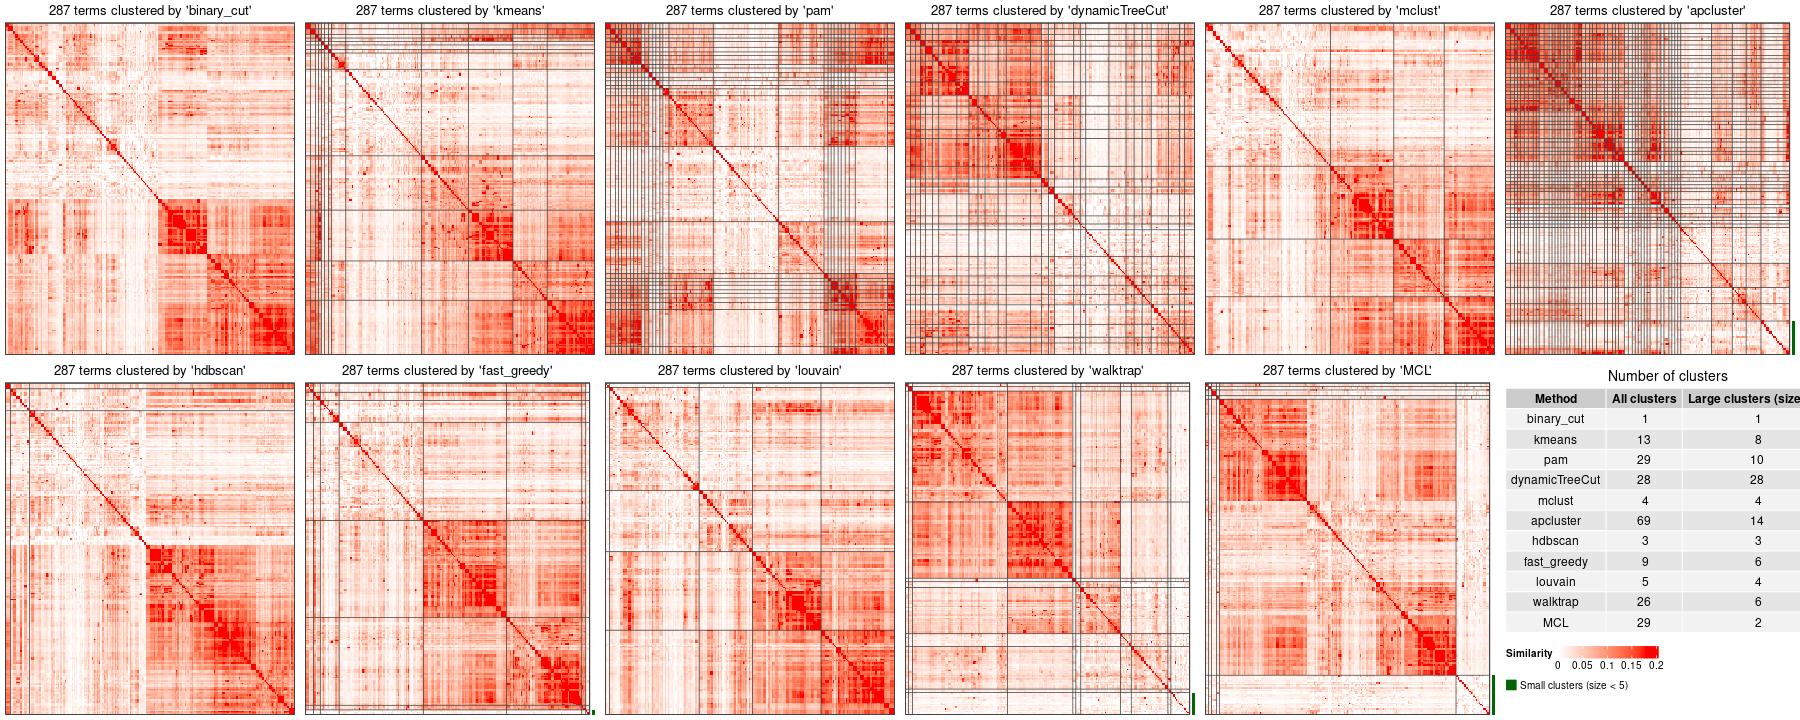 287 terms clustered by 'binary_cut'
287 terms clustered by 'kmeans'
287 terms clustered by 'pam'
287 terms clustered by 'dynamicTreeCut'
287 terms clustered by 'mclust'
287 terms clustered by 'apcluster'
287 terms clustered by 'hdbscan'
287 terms clustered by 'fast_greedy'
287 terms clustered by 'louvain'
287 terms clustered by 'walktrap'
287 terms clustered by 'MCL'
Number of clusters
Method All clusters Large clusters (size
binary_cut 1 1
kmeans 13 8
pam 29 10
dynamicTreeCut 28 28
mclust 4 4
apcluster 69 14
hdbscan 3 3
fast_greedy 9 6
louvain 5 4
walktrap 26 6
MCL 29 2
Similarity
0 0.05 0.1 0.15 0.2
Small clusters (size < 5)